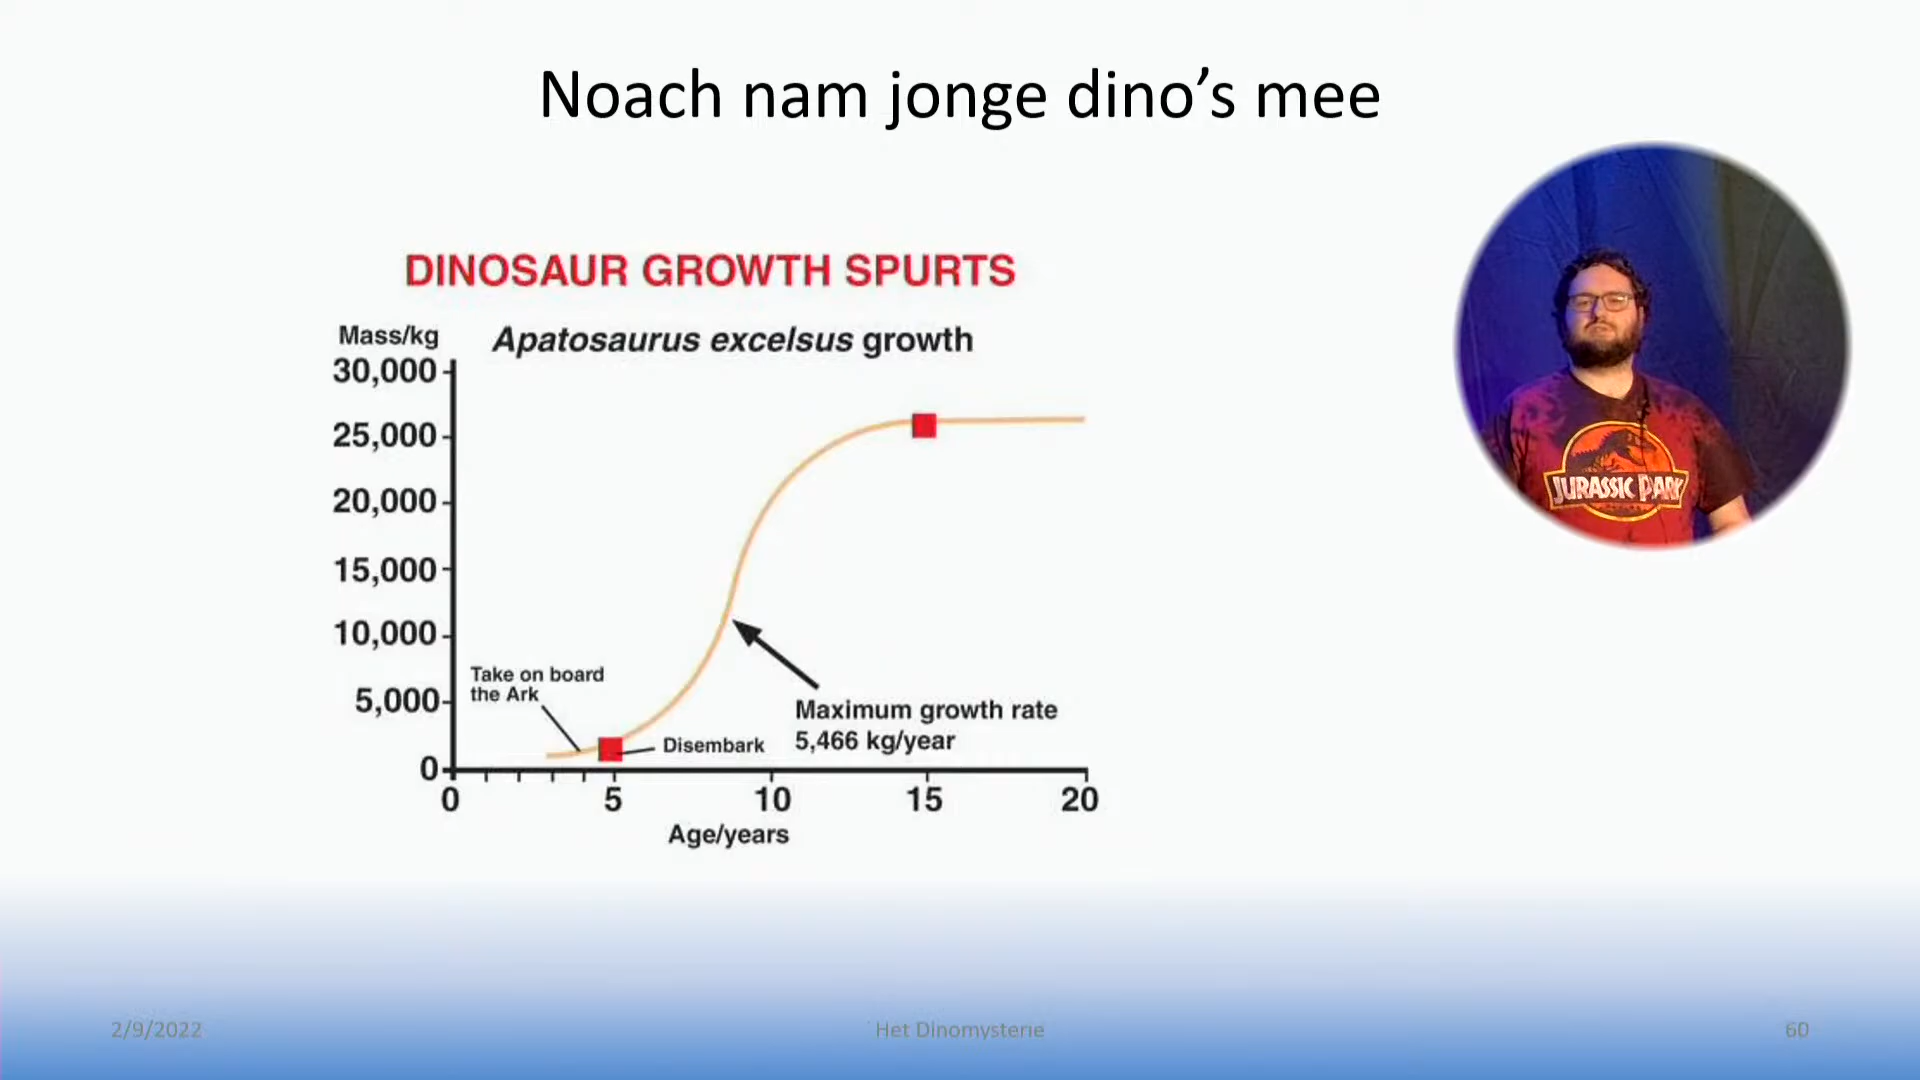 Noach nam jonge dino’s mee
DINOSAUR GROWTH SPURTS
Mass/kg
Apatosaurus excelsus growth
30,000
25,000
20,000
15,000
10,000
5,000
0
Take on board
the Ark
Disembark
Maximum growth rate
5,466 kg/year
0 5 10 15 20
Age/years
JURASSIC PARK
2/9/2022 Het Dinomysterie 60